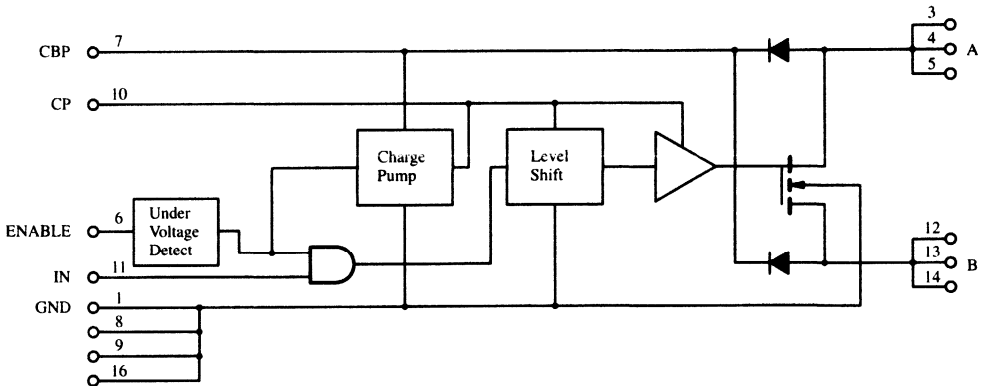 3
CBP 7 4 A
5
CP 10
Charge
Pump
Level
Shift
ENABLE 6
Under
Voltage
Detect
12
IN 11 13 B
14
GND 1
8
9
16